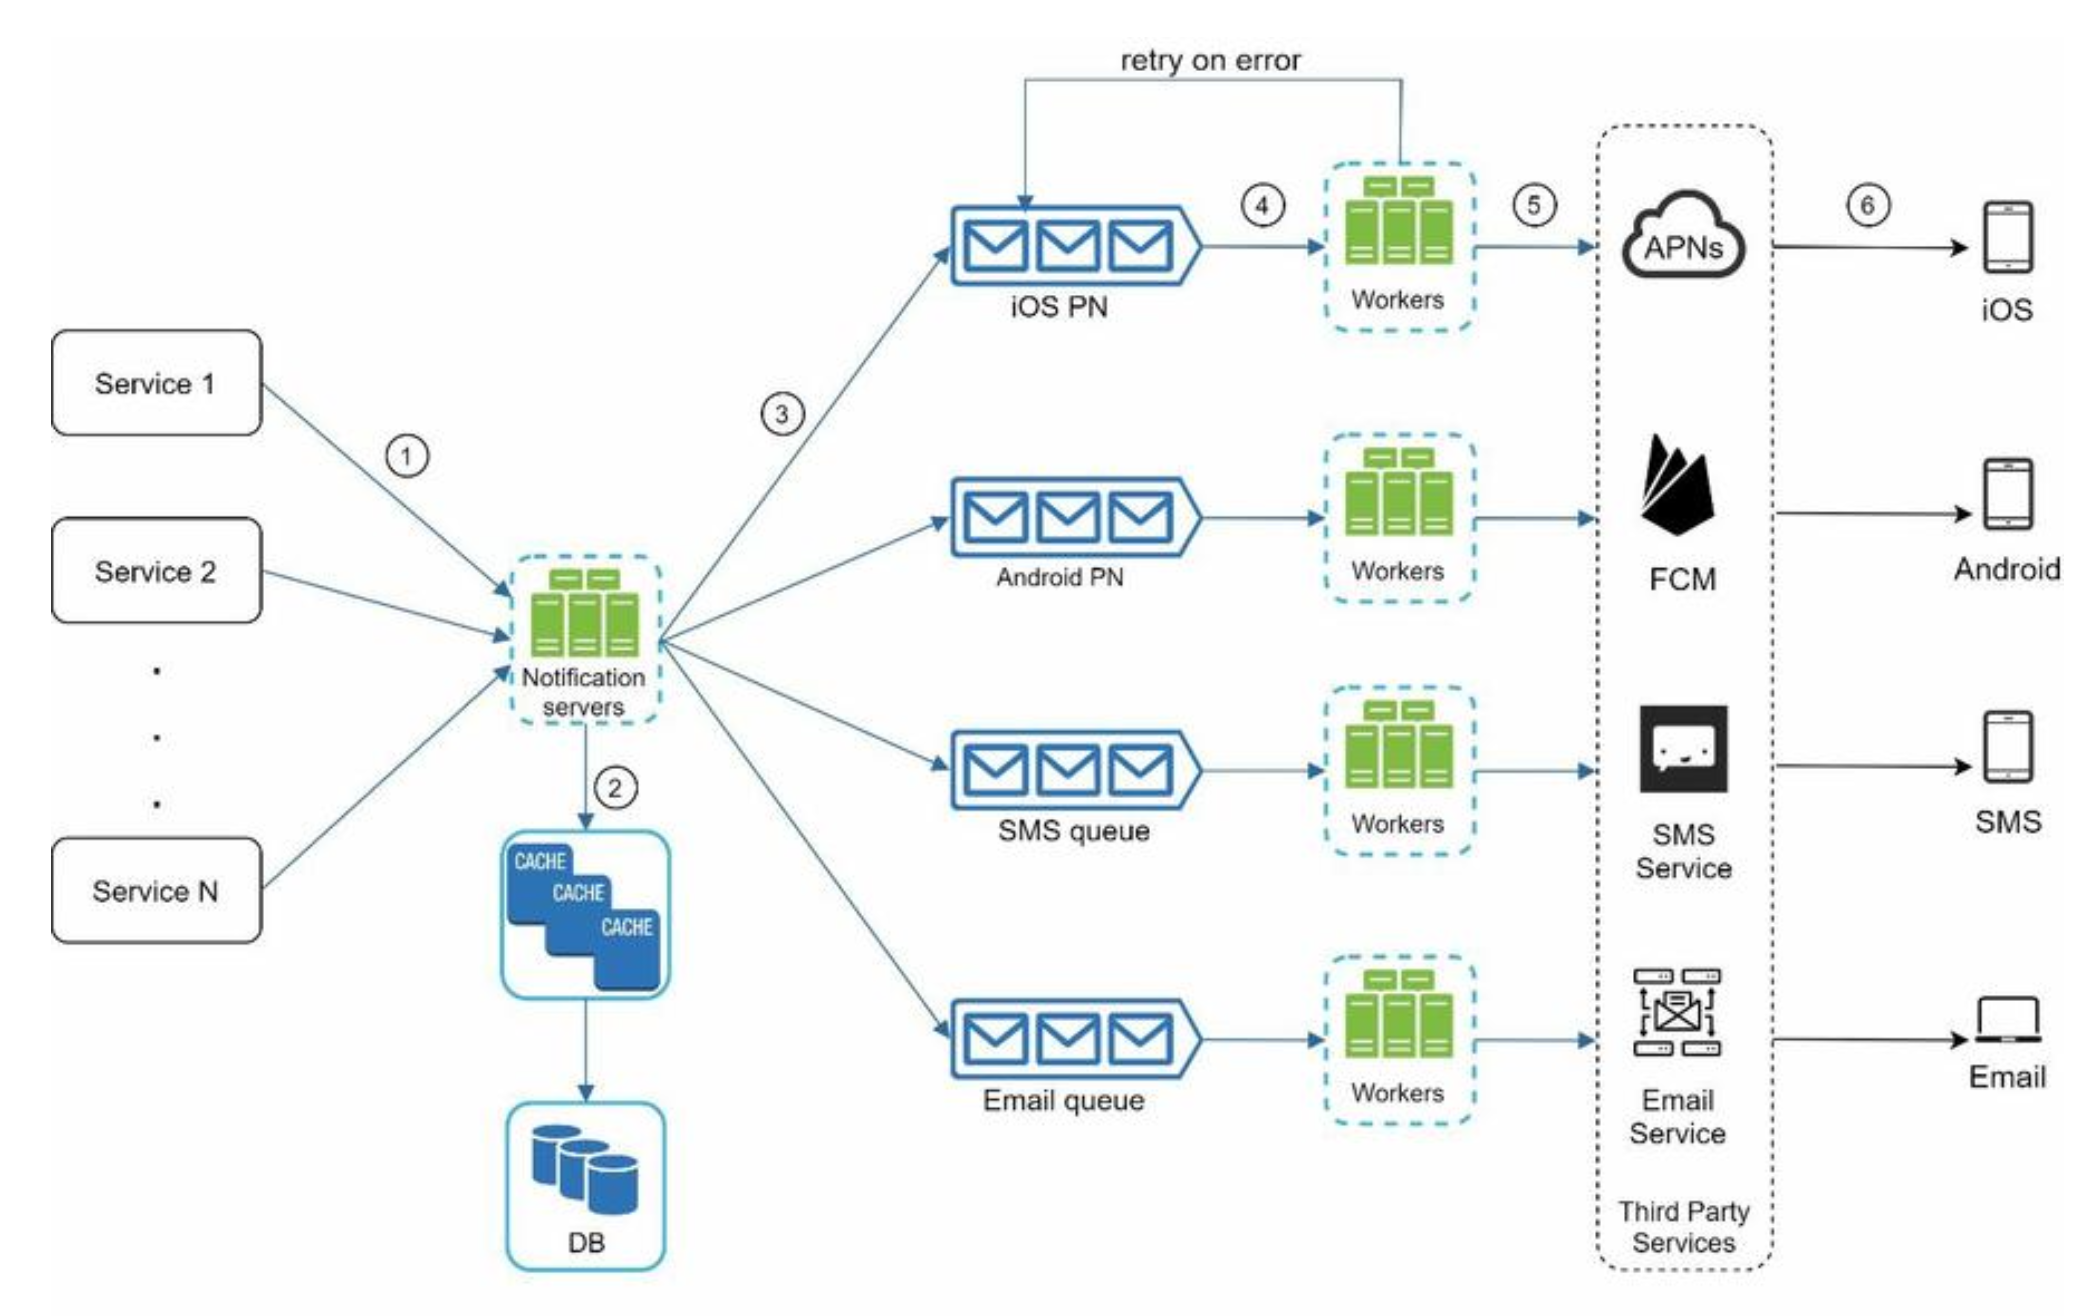 retry on error
4
5
6
APNs
iOS PN
Workers
iOS
Service 1
3
1
Service 2
Android PN
Workers
FCM
Android
Notification
servers
2
SMS queue
Workers
SMS
Service
SMS
Service N
CACHE
CACHE
CACHE
Email queue
Workers
Email
Service
Email
DB
Third Party
Services